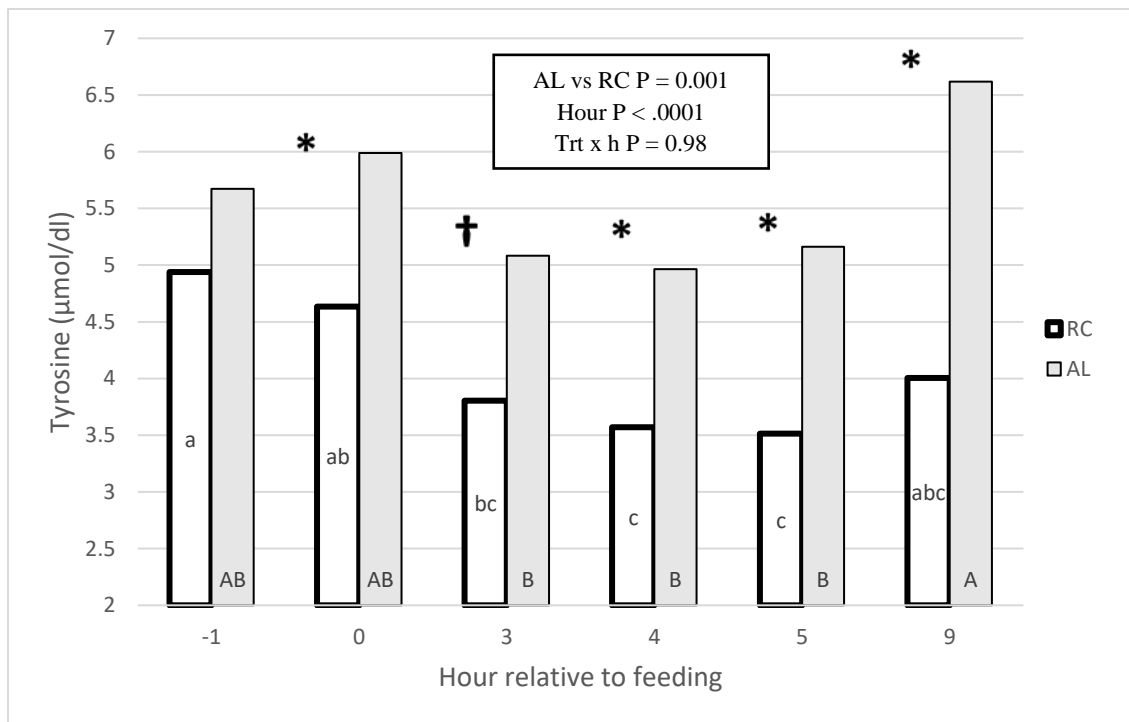 7
6.5
6
5.5
5
4.5
4
3.5
3
2.5
2
Tyrosine (µmol/dl)
AL vs RC P = 0.001
Hour P < .0001
Trt x h P = 0.98
*
*
†
*
*
a
ab
bc
c
c
abc
AB
AB
B
B
B
A
-1
0
3
4
5
9
Hour relative to feeding
RC
AL